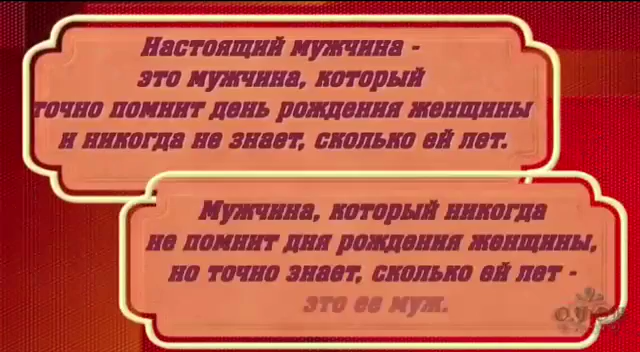 Настоящий мужчина -
это мужчина, который
точно помнит день рождения женщины
и никогда не знает, сколько ей лет.
Мужчина, который никогда
не помнит дня рождения женщины,
но точно знает, сколько ей лет -
это ее муж.